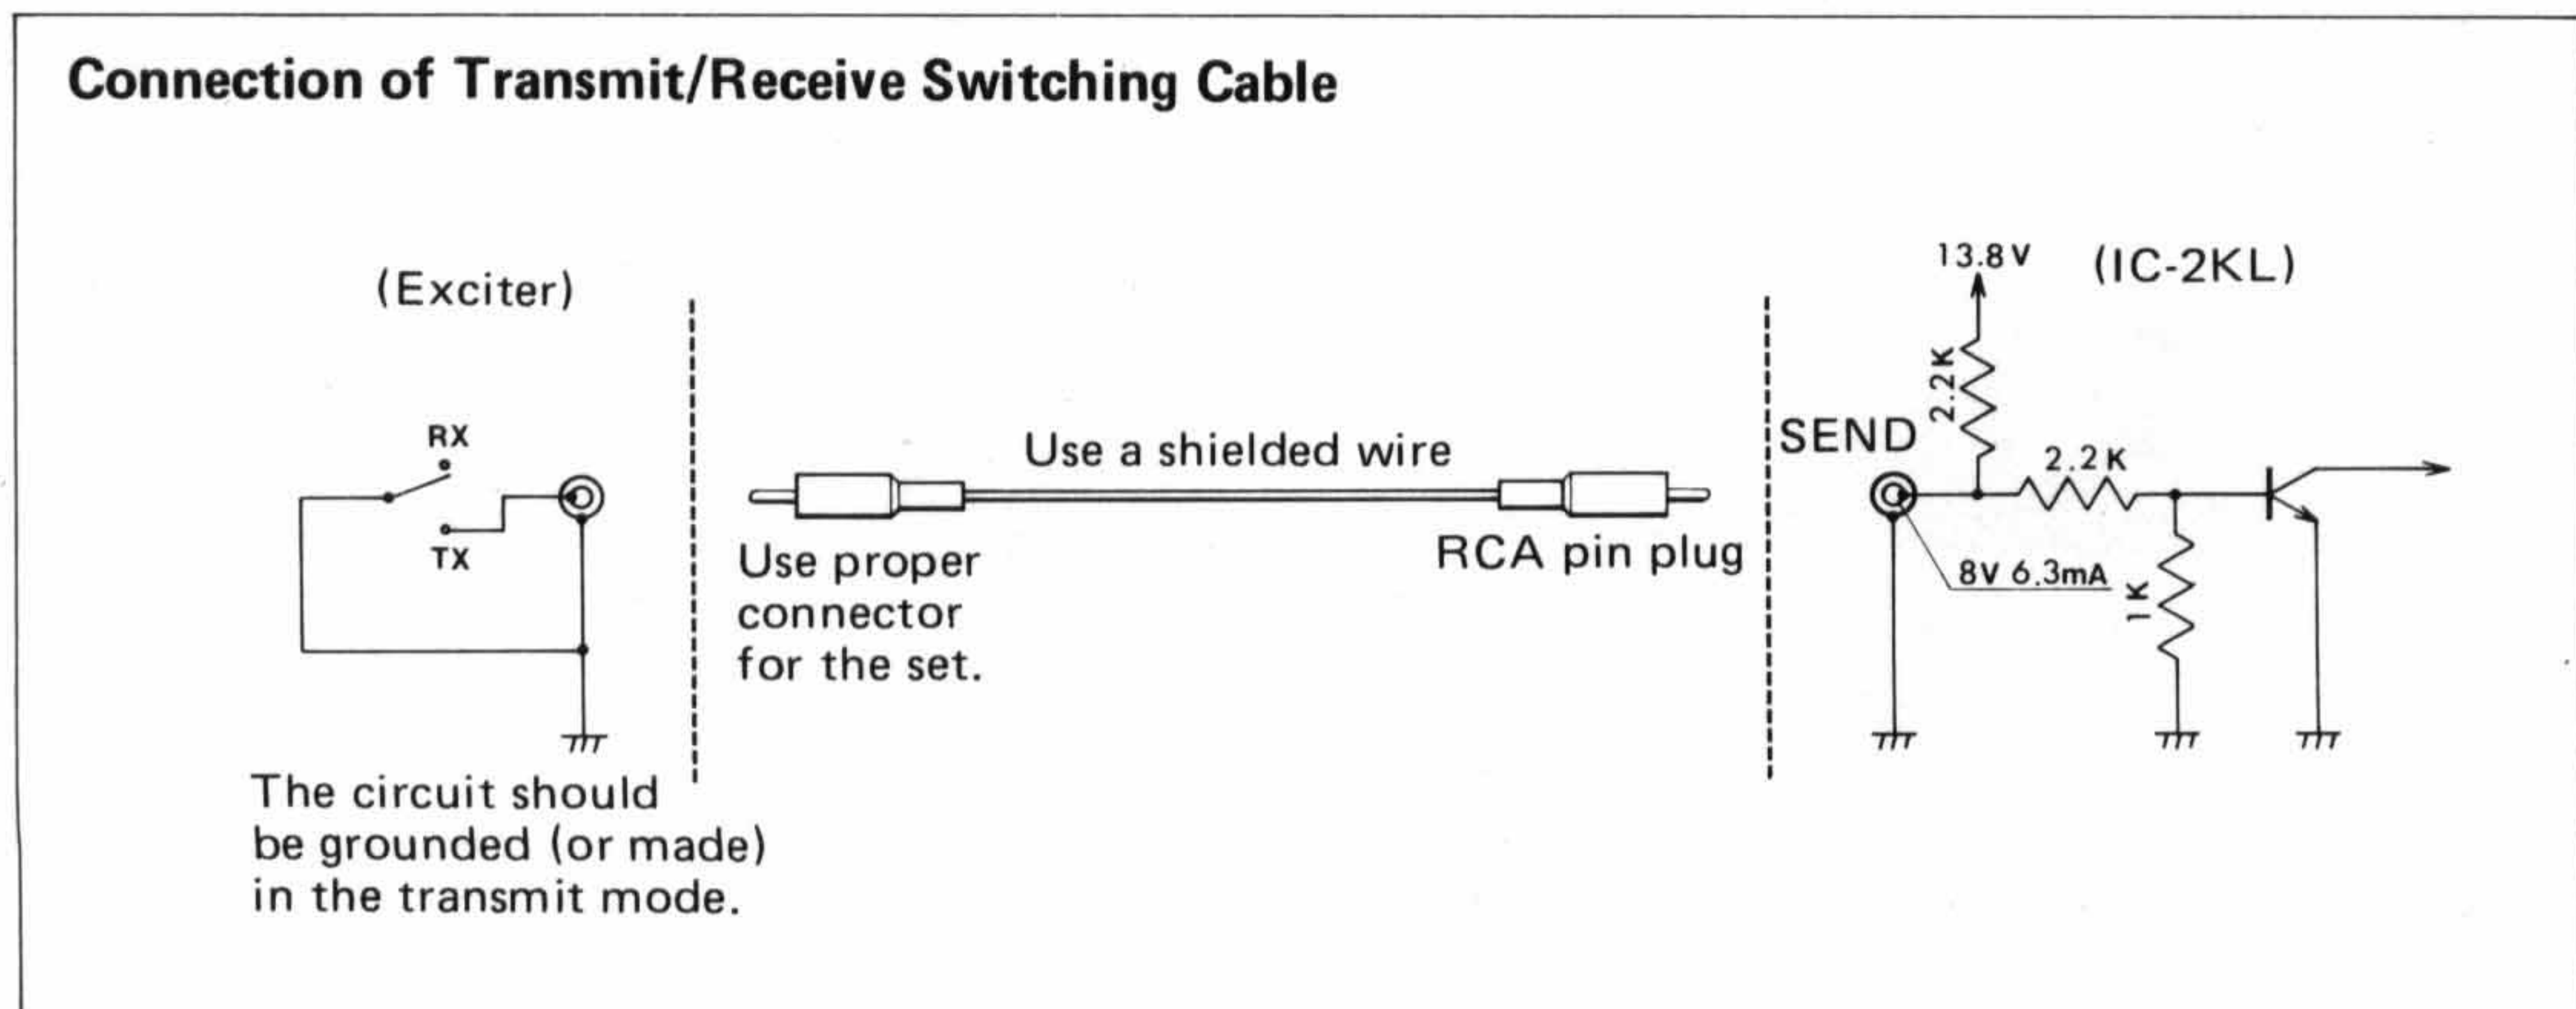 Connection of Transmit/Receive Switching Cable
(Exciter)
RX
TX
The circuit should
be grounded (or made)
in the transmit mode.
Use a shielded wire
Use proper
connector
for the set.
RCA pin plug
13.8V
(IC-2KL)
2.2K
SEND
2.2K
8V 6.3mA
1K